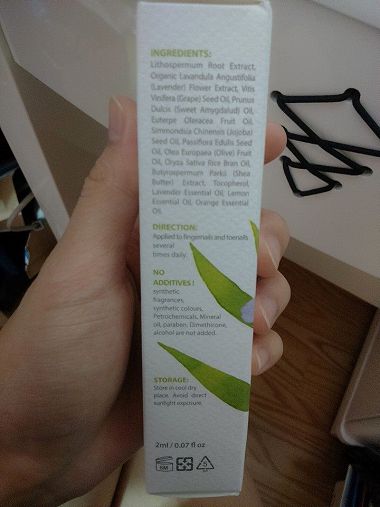 INGREDIENTS:
Lithospermum Root Extract,
Organic Lavandula Angustifolia
(Lavender) Flower Extract, Vitis
Vinifera (Grape) Seed Oil, Prunus
Dulcis (Sweet Amygdalud) Oil,
Euterpe Oleracea Fruit Oil,
Simmondsia Chinensis (Jojoba)
Seed Oil, Passiflora Edulis Seed
Oil, Olea Europaea (Olive) Fruit
Oil, Oryza Sativa Rice Bran Oil,
Butyrospermum Parkii (Shea
Butter) Extract, Tocopherol,
Lavender Essential Oil, Lemon
Essential Oil, Orange Essential
Oil.
DIRECTION:
Applied to fingernails and toenails
several
times daily.
NO
ADDITIVES!
synthetic
fragrances,
synthetic colours,
Petrochemicals, Mineral
oil, paraben, Dimethicone,
alcohol are not added.
STORAGE:
Store in cool dry
place. Avoid direct
sunlight exposure.
2ml / 0.07 fl oz
6M
5